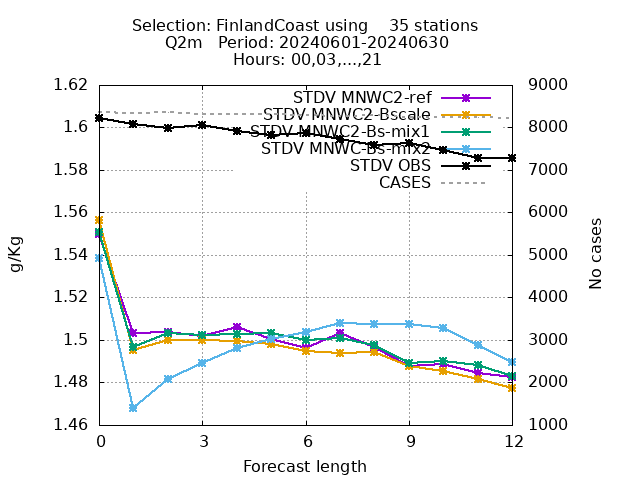 Selection: FinlandCoast using    35 stations
Q2m   Period: 20240601-20240630
Hours: 00,03,...,21
1.62
1.6
1.58
1.56
1.54
1.52
1.5
1.48
1.46
9000
8000
7000
6000
5000
4000
3000
2000
1000
STDV MNWC2-ref
STDV MNWC2-Bscale
STDV MNWC2-Bs-mix1
STDV MNWC-Bs-mix2
STDV OBS
CASES
g/Kg
No cases
0 3 6 9 12
Forecast length